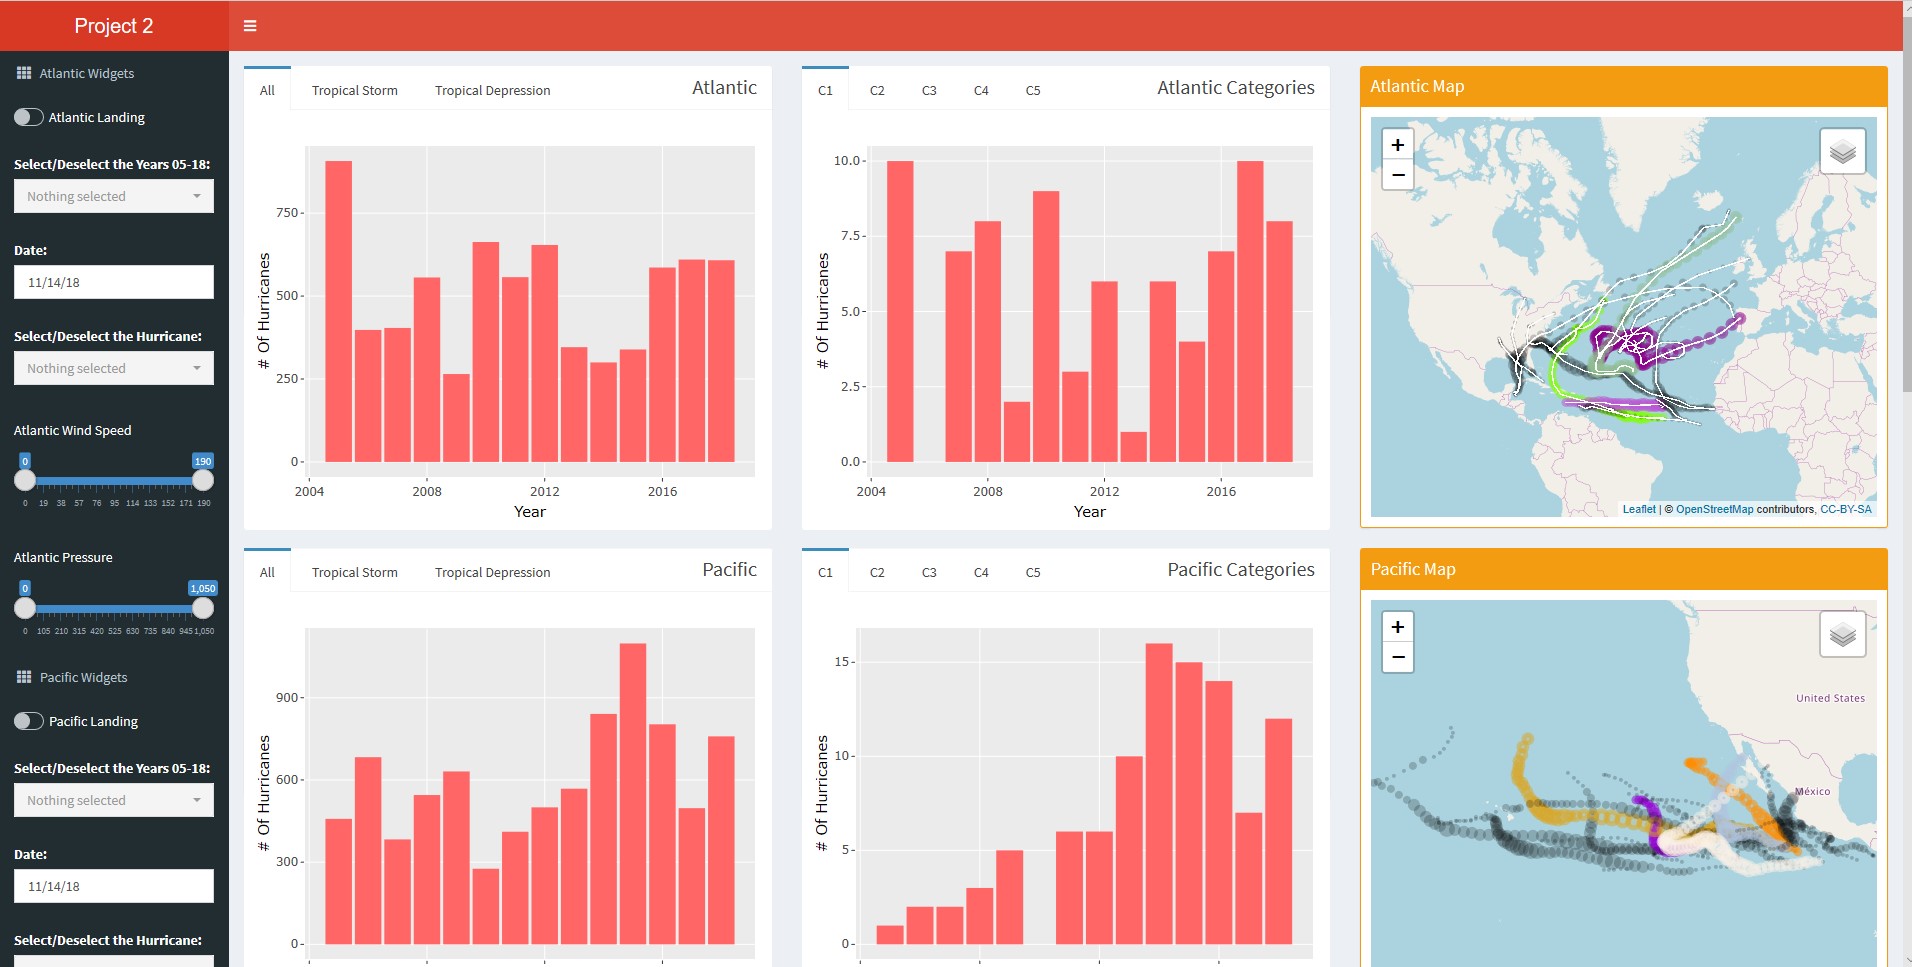 Project 2
Atlantic Widgets
Atlantic Landing
Select/Deselect the Years 05-18:
Nothing selected
Date:
11/14/18
Select/Deselect the Hurricane:
Nothing selected
Atlantic Wind Speed
0 190
0 19 38 57 76 95 114 133 152 171 190
Atlantic Pressure
0 1,050
0 105 210 315 420 525 630 735 840 945 1,050
Pacific Widgets
Pacific Landing
Select/Deselect the Years 05-18:
Nothing selected
Date:
11/14/18
Select/Deselect the Hurricane:
All Tropical Storm Tropical Depression Atlantic
# Of Hurricanes
750
500
250
0
2004 2008 2012 2016
Year
C1 C2 C3 C4 C5 Atlantic Categories
# Of Hurricanes
10.0
7.5
5.0
2.5
0.0
2004 2008 2012 2016
Year
Atlantic Map
+
−
Leaflet | © OpenStreetMap contributors, CC-BY-SA
All Tropical Storm Tropical Depression Pacific
# Of Hurricanes
900
600
300
0
C1 C2 C3 C4 C5 Pacific Categories
# Of Hurricanes
15
10
5
0
Pacific Map
+
−
United States
México